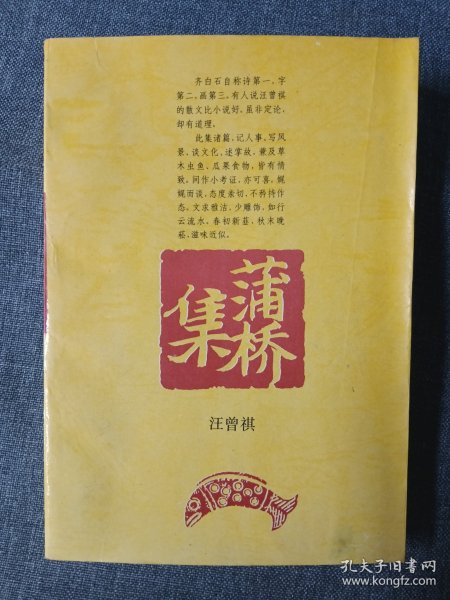 齐白石自称诗第一，字
第二，画第三。有人说汪曾祺
的散文比小说好，虽非定论，
却有道理。
此集诸篇，记人事、写风
景、谈文化、述掌故，兼及草
木虫鱼、瓜果食物，皆有情
致。间作小考证，亦可喜。娓
娓而谈，态度亲切，不矜持作
态。文求雅洁，少雕饰，如行
云流水。春初新韭，秋末晚
菘，滋味近似。
蒲桥
集
汪曾祺
孔夫子旧书网
www.kongfz.com